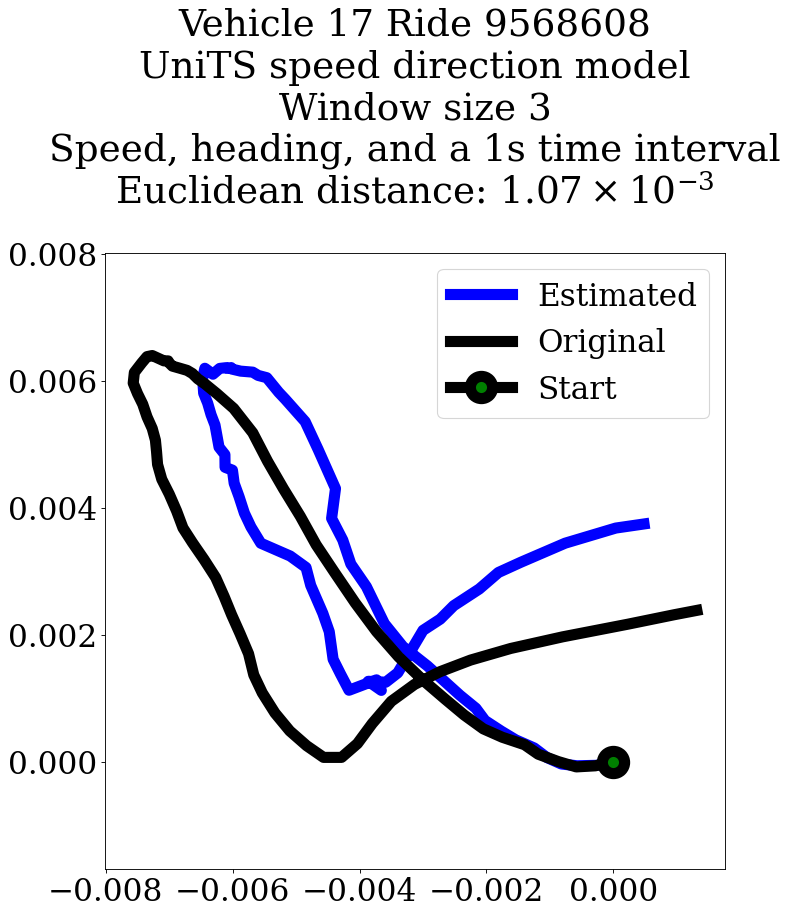 Vehicle 17 Ride 9568608
UniTS speed direction model
Window size 3
Speed, heading, and a 1s time interval
Euclidean distance: 1.07 × 10⁻³
Estimated
Original
Start
0.008
0.006
0.004
0.002
0.000
−0.008 −0.006 −0.004 −0.002 0.000